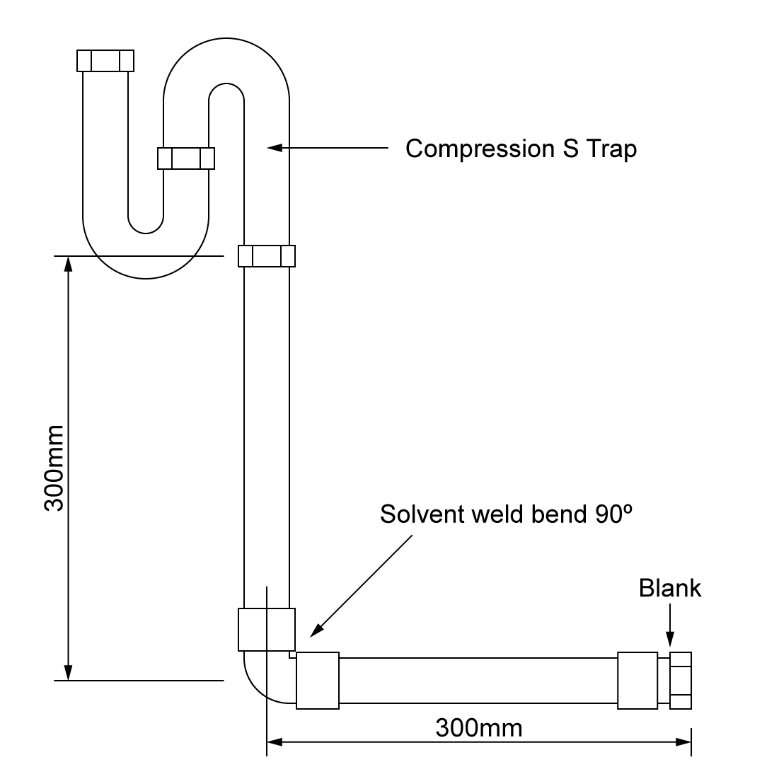 Compression S Trap
300mm
Solvent weld bend 90º
Blank
300mm